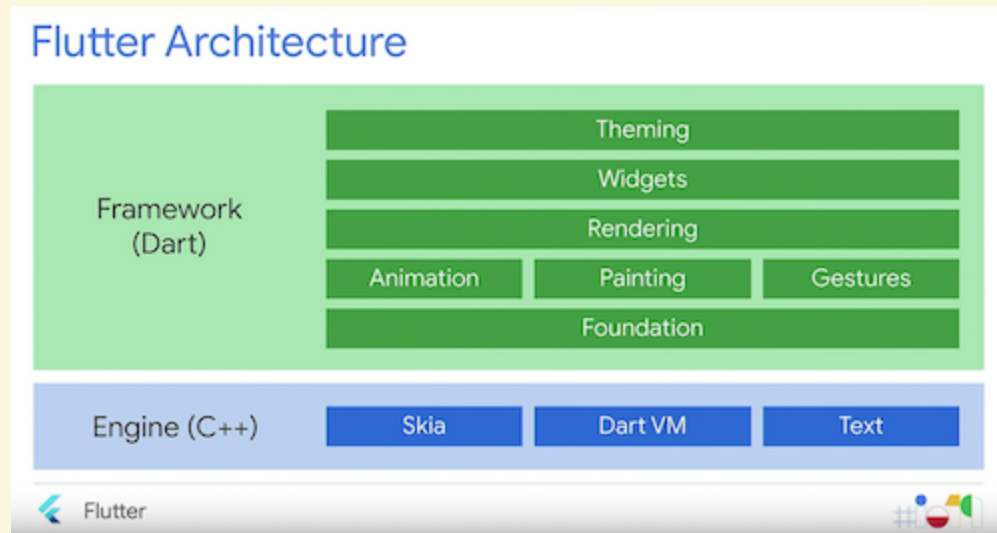 Flutter Architecture
Framework
(Dart)
Theming
Widgets
Rendering
Animation Painting Gestures
Foundation
Engine (C++) Skia Dart VM Text
Flutter